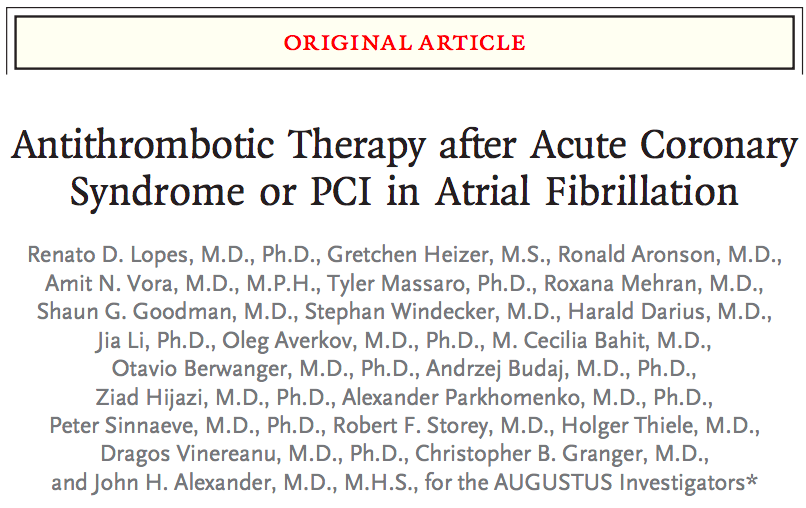 ORIGINAL ARTICLE
Antithrombotic Therapy after Acute Coronary
Syndrome or PCI in Atrial Fibrillation
Renato D. Lopes, M.D., Ph.D., Gretchen Heizer, M.S., Ronald Aronson, M.D.,
Amit N. Vora, M.D., M.P.H., Tyler Massaro, Ph.D., Roxana Mehran, M.D.,
Shaun G. Goodman, M.D., Stephan Windecker, M.D., Harald Darius, M.D.,
Jia Li, Ph.D., Oleg Averkov, M.D., Ph.D., M. Cecilia Bahit, M.D.,
Otavio Berwanger, M.D., Ph.D., Andrzej Budaj, M.D., Ph.D.,
Ziad Hijazi, M.D., Ph.D., Alexander Parkhomenko, M.D., Ph.D.,
Peter Sinnaeve, M.D., Ph.D., Robert F. Storey, M.D., Holger Thiele, M.D.,
Dragos Vinereanu, M.D., Ph.D., Christopher B. Granger, M.D.,
and John H. Alexander, M.D., M.H.S., for the AUGUSTUS Investigators*